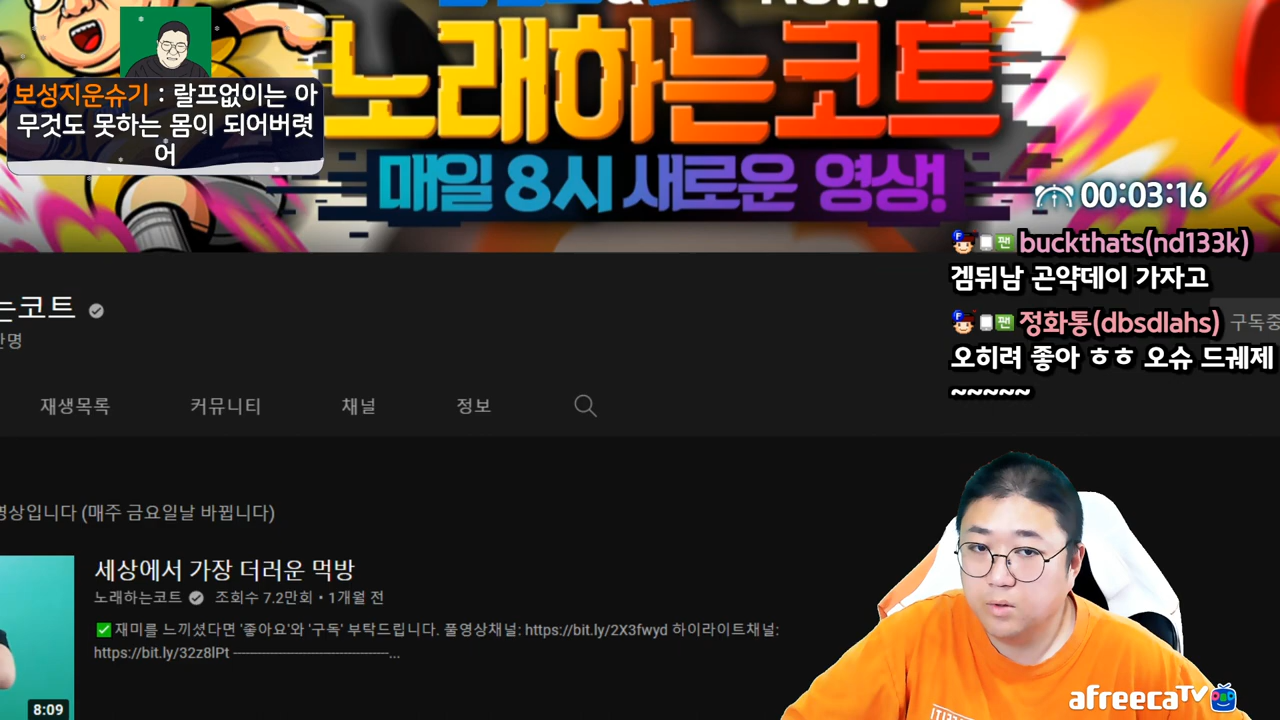 노래하는코트
매일 8시 새로운 영상!
보성지운슈기 : 랄프없이는 아
무것도 못하는 몸이 되어버렷
어
00:03:16
buckthats(nd133k)
겜뒤남 곤약데이 가자고
정화통(dbsdlahs)
오히려 좋아 ㅎㅎ 오슈 드궤제
~~~~~
는코트
만명
구독중
재생목록 커뮤니티 채널 정보
영상입니다 (매주 금요일날 바뀝니다)
세상에서 가장 더러운 먹방
노래하는코트 조회수 7.2만회 • 1개월 전
✅재미를 느끼셨다면 '좋아요'와 '구독' 부탁드립니다. 풀영상채널: https://bit.ly/2X3fwyd 하이라이트채널:
https://bit.ly/32z8lPt ----------------------------------------...
8:09
afreecaTV